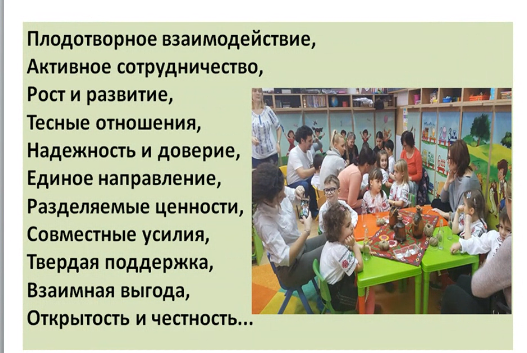 Плодотворное взаимодействие,
Активное сотрудничество,
Рост и развитие,
Тесные отношения,
Надежность и доверие,
Единое направление,
Разделяемые ценности,
Совместные усилия,
Твердая поддержка,
Взаимная выгода,
Открытость и честность...